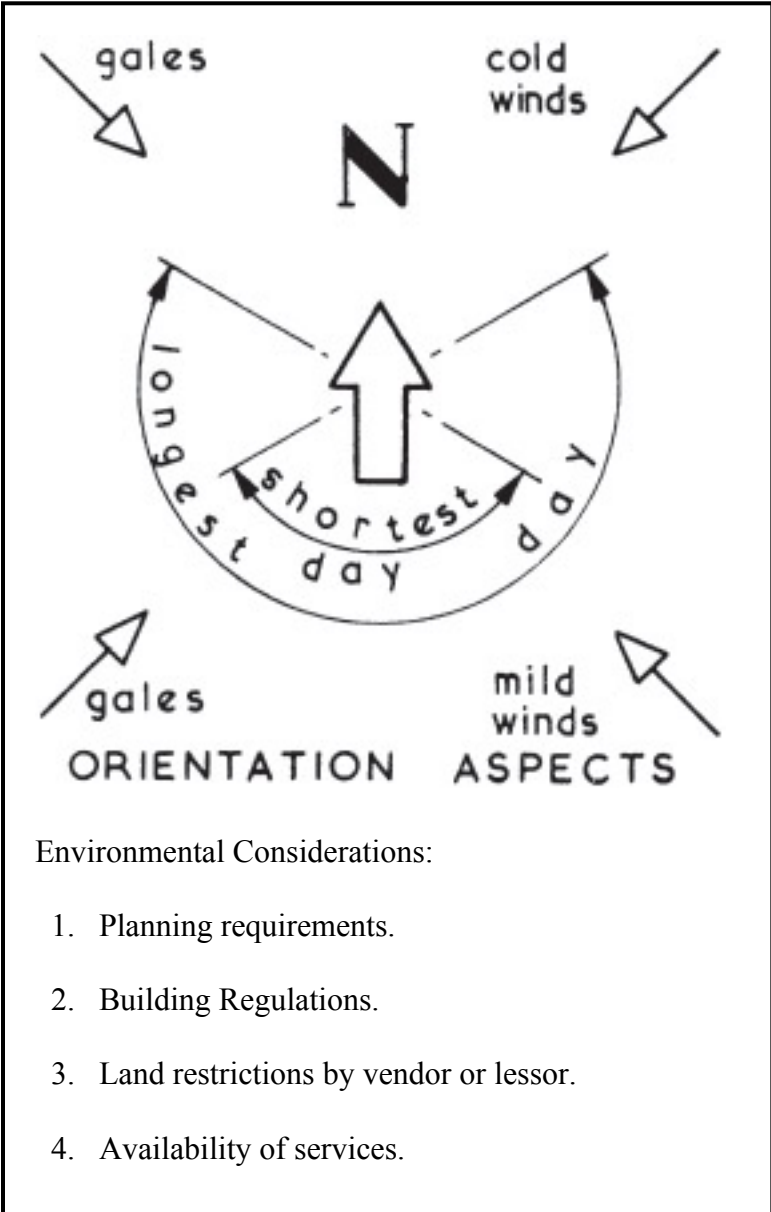 gales
cold
winds
N
longest day
shortest
day
gales
mild
winds
ORIENTATION ASPECTS
Environmental Considerations:
1. Planning requirements.
2. Building Regulations.
3. Land restrictions by vendor or lessor.
4. Availability of services.